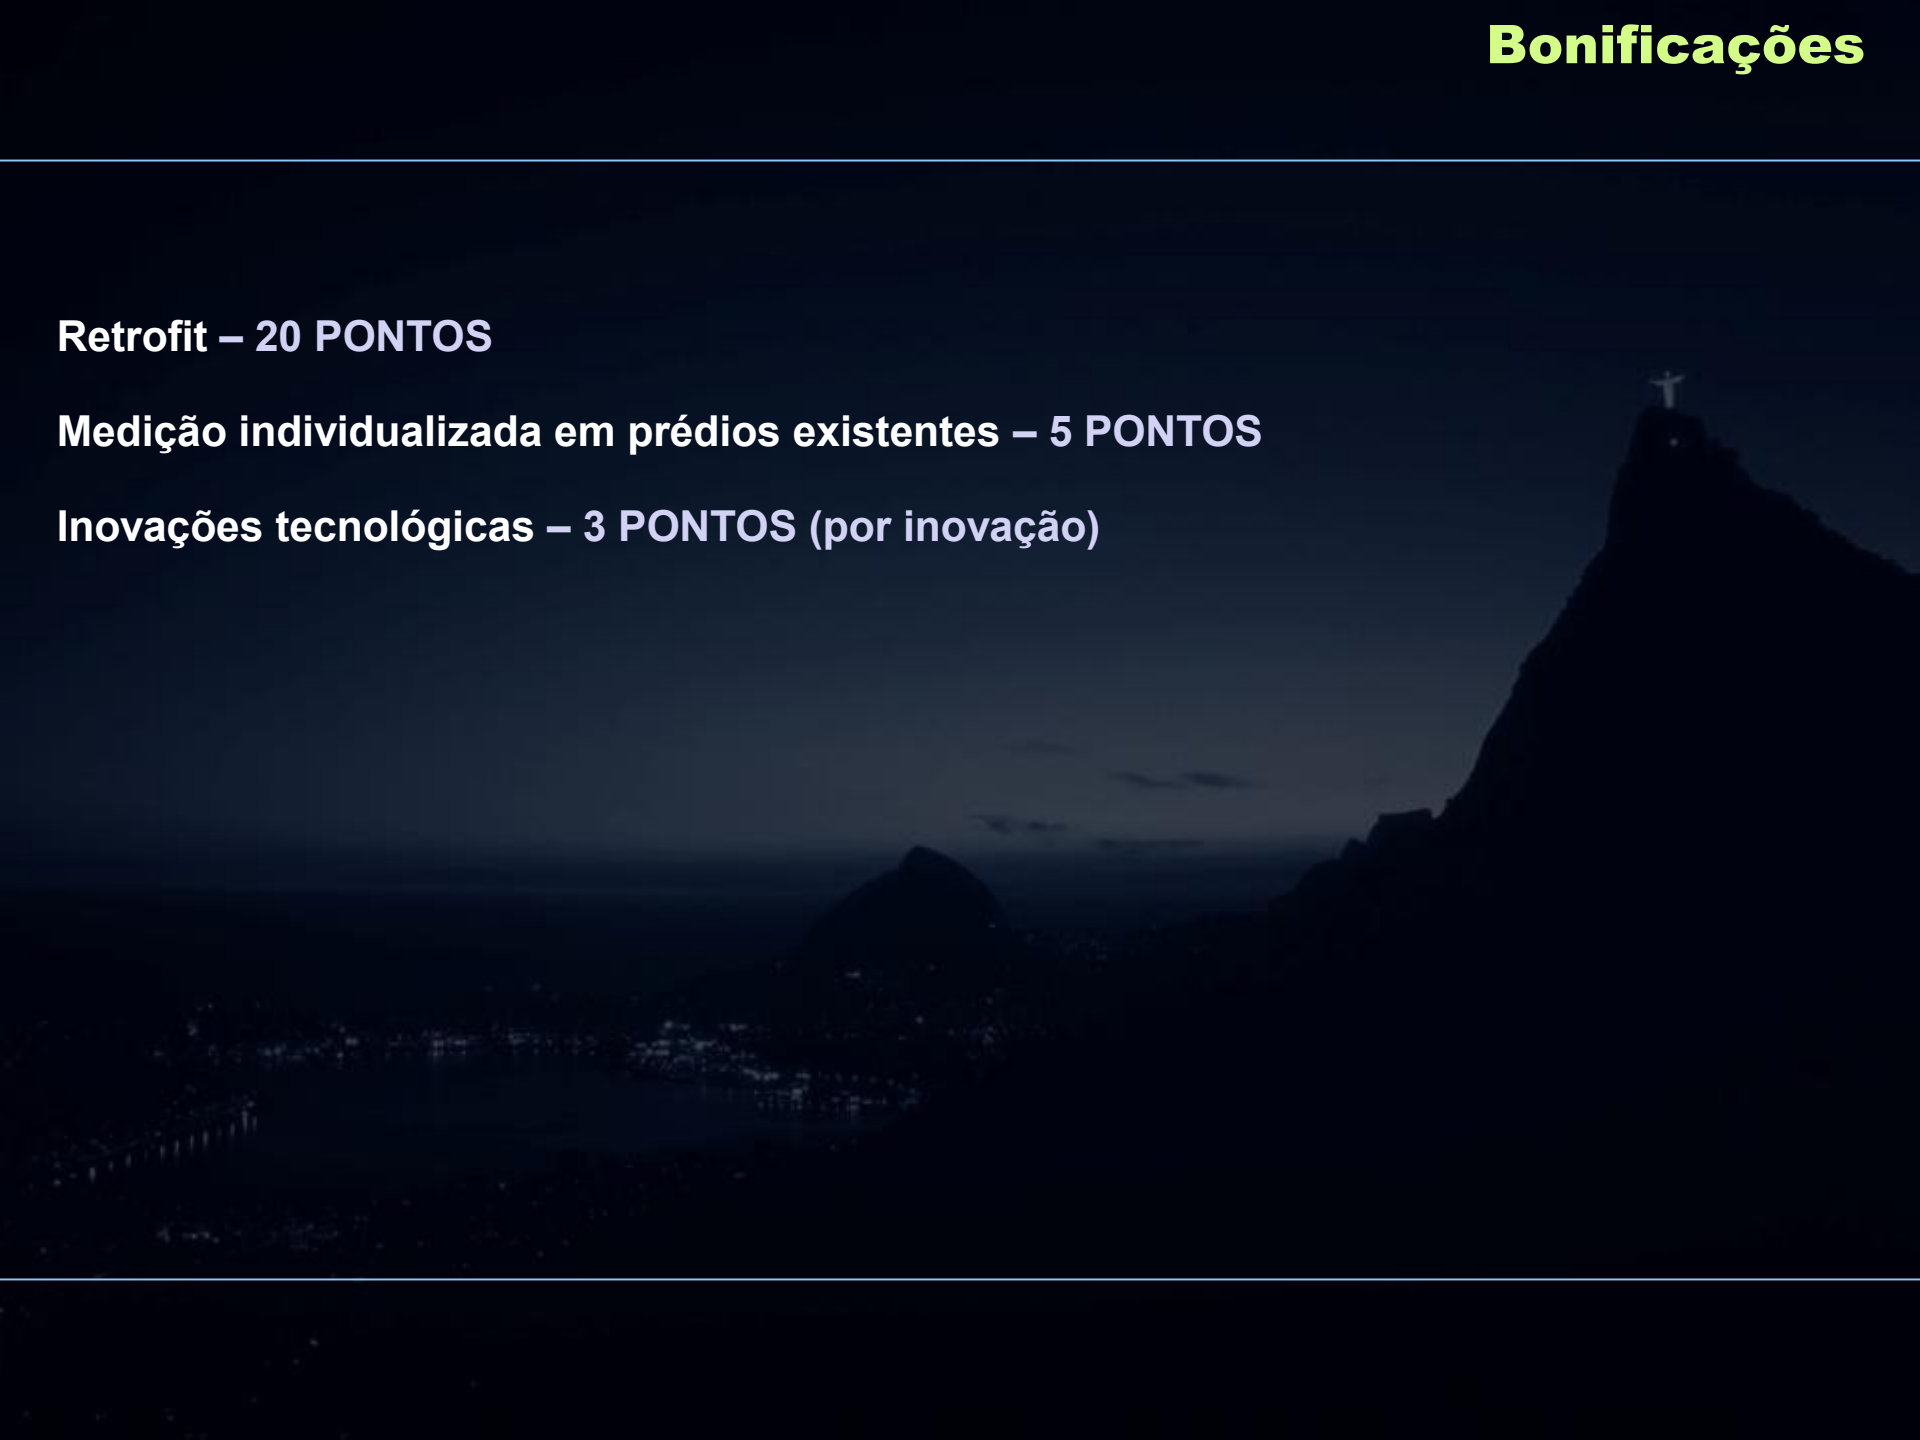 Bonificações
Retrofit – 20 PONTOS
Medição individualizada em prédios existentes – 5 PONTOS
Inovações tecnológicas – 3 PONTOS (por inovação)